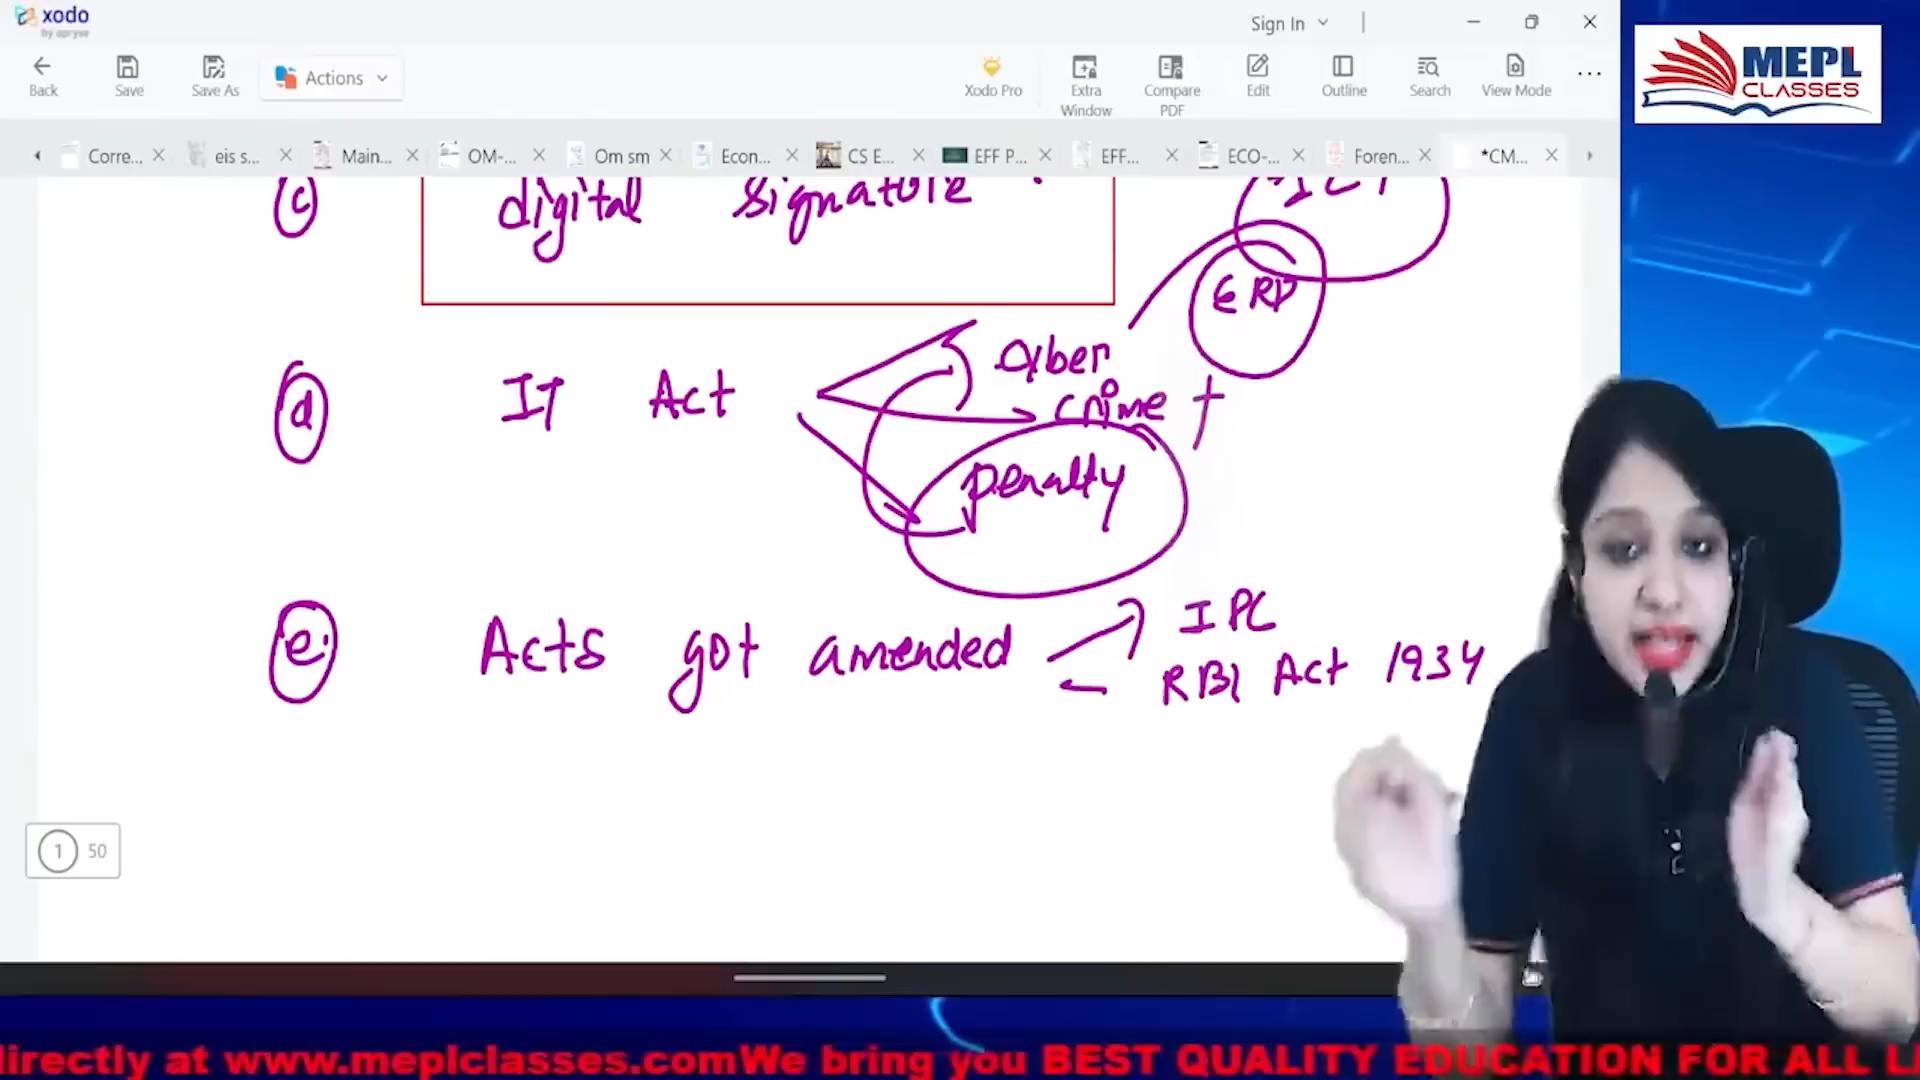 xodo
by apryse
Sign In
Back
Save
Save As
Actions
Xodo Pro
Extra Window
Compare PDF
Edit
Outline
Search
View Mode
MEPL CLASSES
Corre...
eis s...
Main...
OM-...
Om sm
Econ...
CS E...
EFF P...
EFF...
ECO-...
Foren...
*CM...
(c) digital signature
ERP
(d) IT Act
Cyber
crime +
penalty
(e) Acts got amended
IPC
RBI Act 1934
1 50
directly at www.meplclasses.comWe bring you BEST QUALITY EDUCATION FOR ALL L